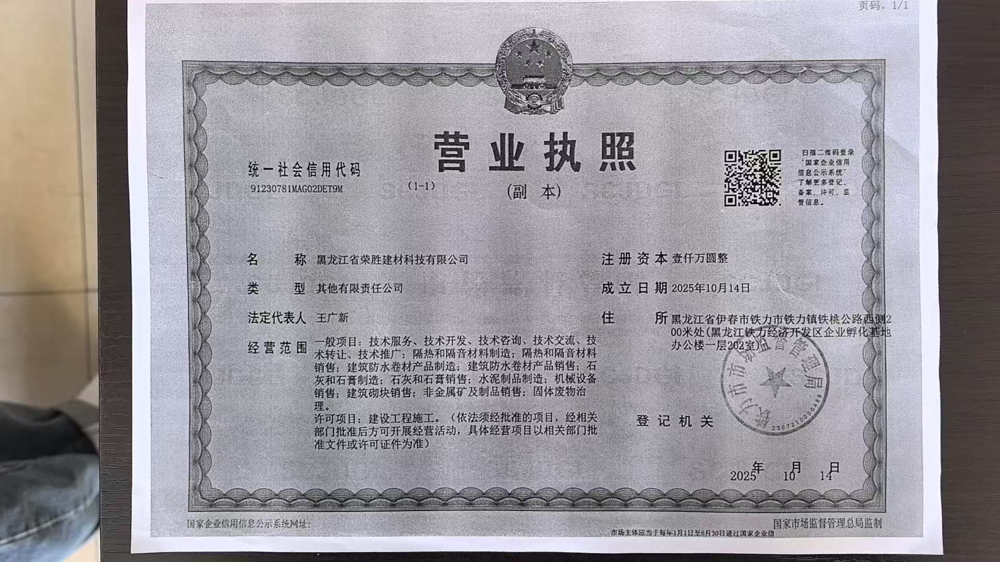 页码：1/1
营业执照
(副 本)
(1-1)
统一社会信用代码
91230781MAG02DET9M
扫描二维码登录
'国家企业信用
信息公示系统'
了解更多登记、
备案、许可、监
管信息。
名 称 黑龙江省荣胜建材科技有限公司
类 型 其他有限责任公司
法定代表人 王广新
经营范围 一般项目：技术服务、技术开发、技术咨询、技术交流、技
术转让、技术推广；隔热和隔音材料制造；隔热和隔音材料
销售；建筑防水卷材产品制造；建筑防水卷材产品销售；石
灰和石膏制造；石灰和石膏销售；水泥制品制造；机械设备
销售；建筑砌块销售；非金属矿及制品销售；固体废物治
理。
许可项目：建设工程施工。（依法须经批准的项目，经相关
部门批准后方可开展经营活动，具体经营项目以相关部门批
准文件或许可证件为准）
注册资本 壹仟万圆整
成立日期 2025年10月14日
住 所 黑龙江省伊春市铁力市铁力镇铁桃公路西侧2
00米处(黑龙江铁力经济开发区企业孵化基地
办公楼一层202室)
登记机关
铁力市市场监督管理局
2025年10月14日
国家企业信用信息公示系统网址：
市场主体应当于每年1月1日至6月30日通过国家企业信
国家市场监督管理总局监制